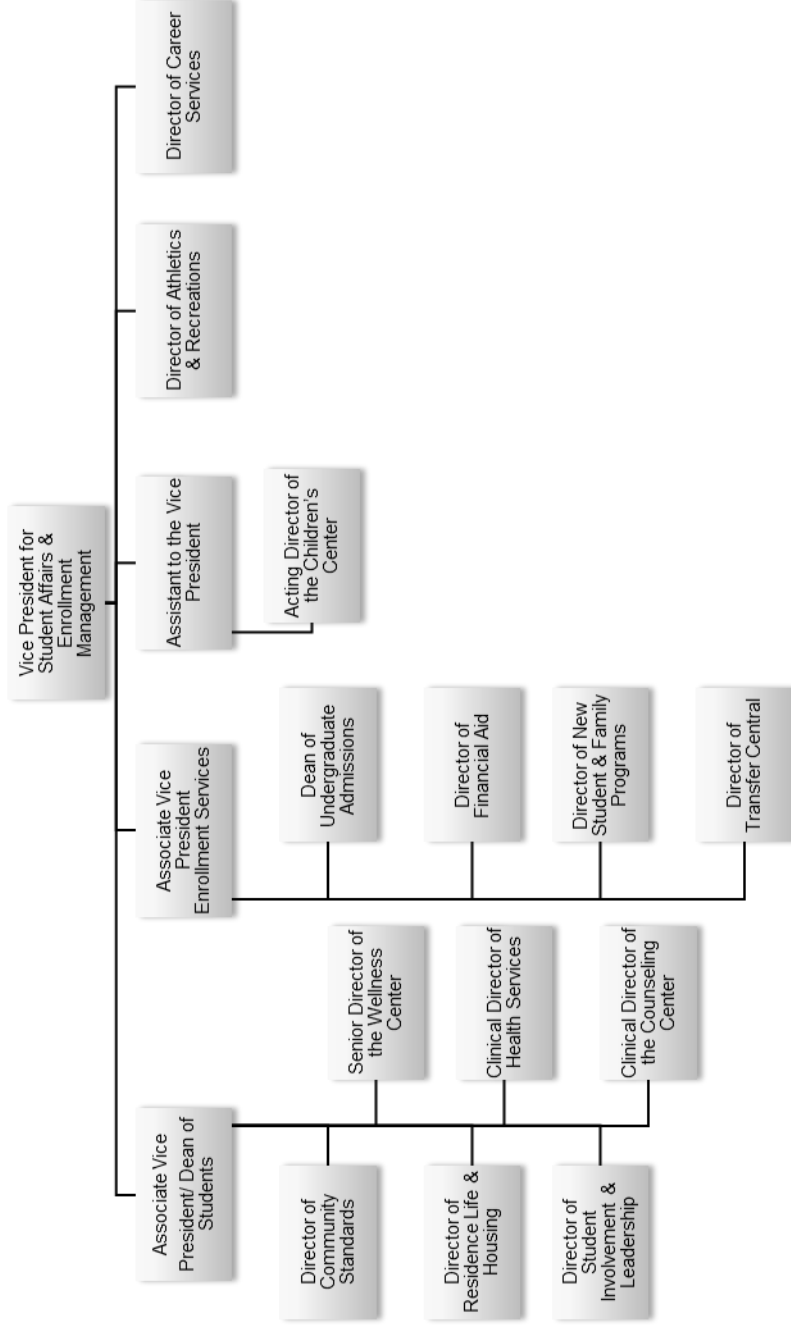 Vice President for
Student Affairs &
Enrollment
Management
Associate Vice
President/ Dean of
Students
Associate Vice
President
Enrollment Services
Assistant to the Vice
President
Director of Athletics
& Recreations
Director of Career
Services
Director of
Community
Standards
Senior Director of
the Wellness
Center
Director of
Residence Life &
Housing
Clinical Director of
Health Services
Director of
Student
Involvement &
Leadership
Clinical Director of
the Counseling
Center
Dean of
Undergraduate
Admissions
Director of
Financial Aid
Director of New
Student & Family
Programs
Director of
Transfer Central
Acting Director of
the Children's
Center